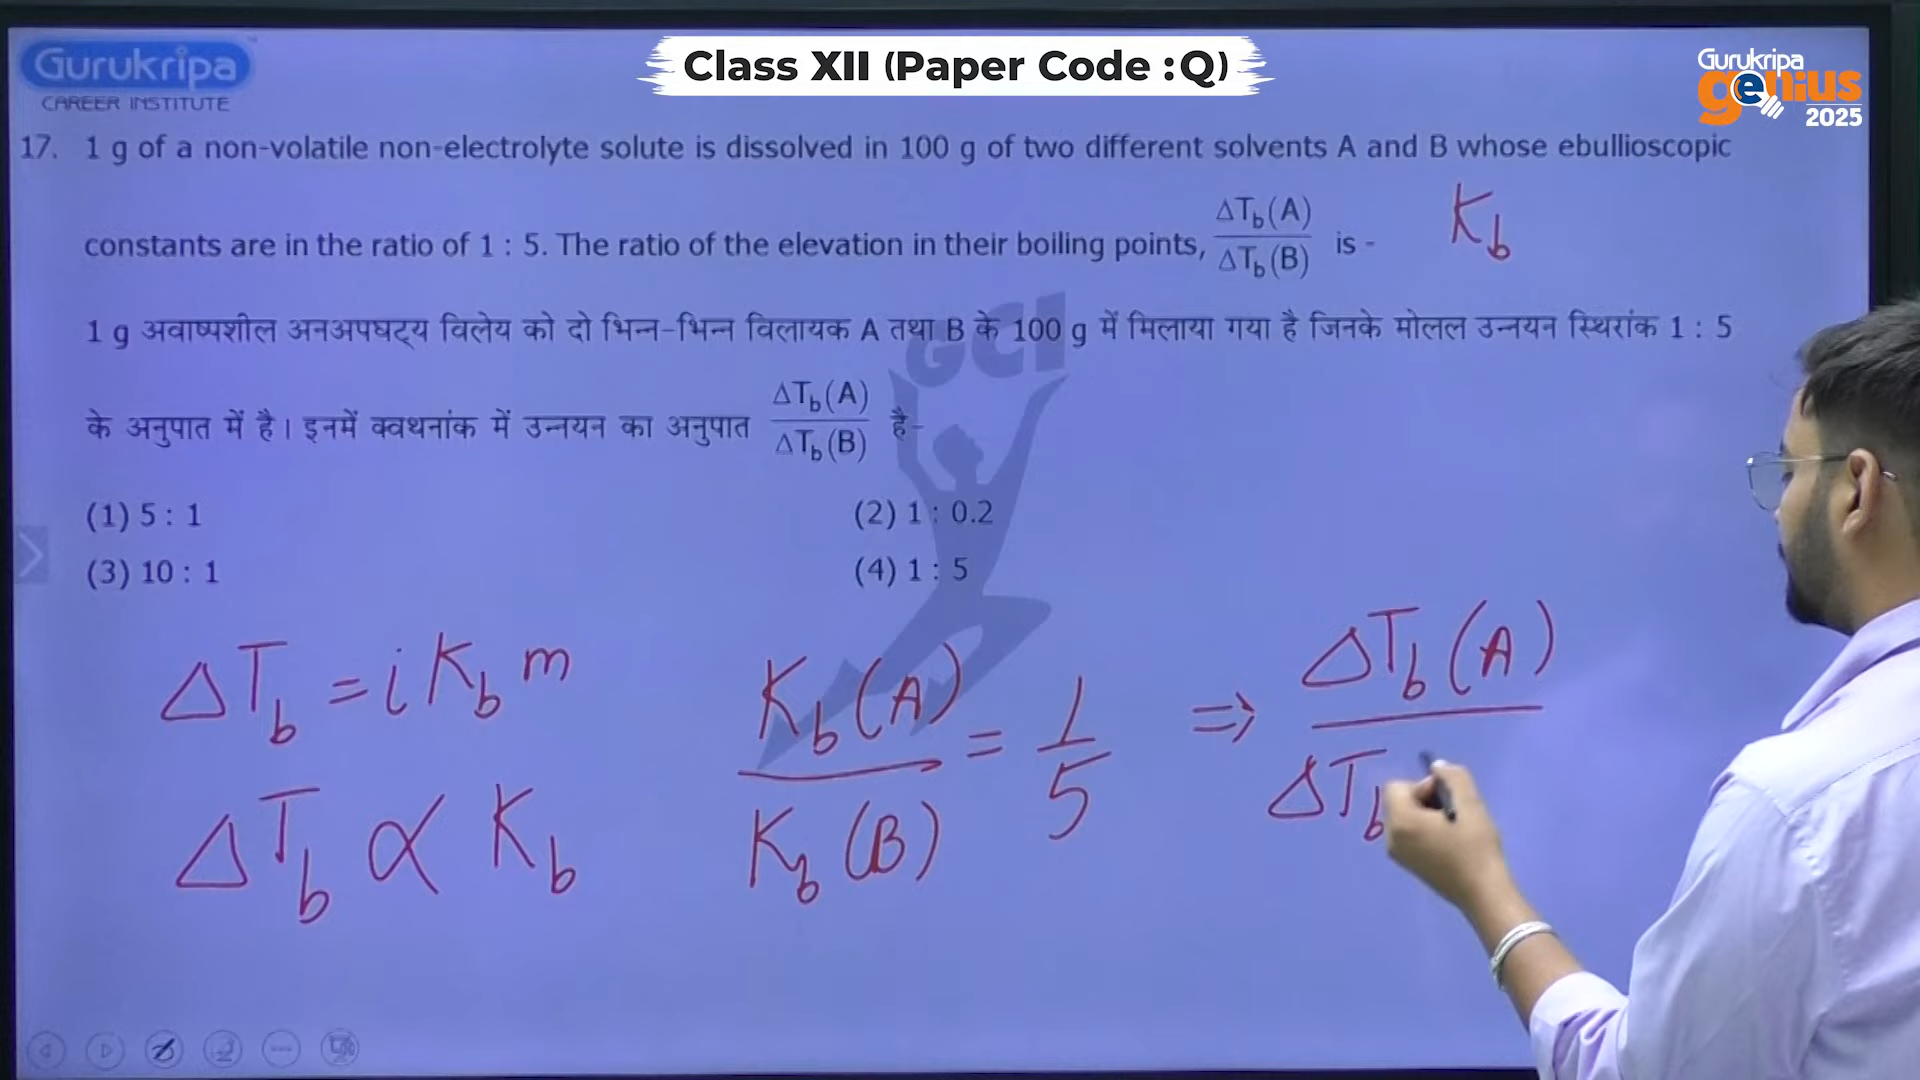 Gurukripa
CAREER INSTITUTE
Class XII (Paper Code :Q)
Gurukripa
genius
2025
17. 1 g of a non-volatile non-electrolyte solute is dissolved in 100 g of two different solvents A and B whose ebullioscopic
constants are in the ratio of 1 : 5. The ratio of the elevation in their boiling points, ΔT_b(A)/ΔT_b(B) is -
K_b
1 g अवाष्पशील अनअपघट्य विलेय को दो भिन्न-भिन्न विलायक A तथा B के 100 g में मिलाया गया है जिनके मोलल उन्नयन स्थिरांक 1 : 5
के अनुपात में है। इनमें क्वथनांक में उन्नयन का अनुपात ΔT_b(A)/ΔT_b(B) है-
GCI
(1) 5 : 1 (2) 1 : 0.2
(3) 10 : 1 (4) 1 : 5
ΔT_b = i K_b m
ΔT_b ∝ K_b
K_b(A)/K_b(B) = 1/5 ⇒ ΔT_b(A)/ΔT_b